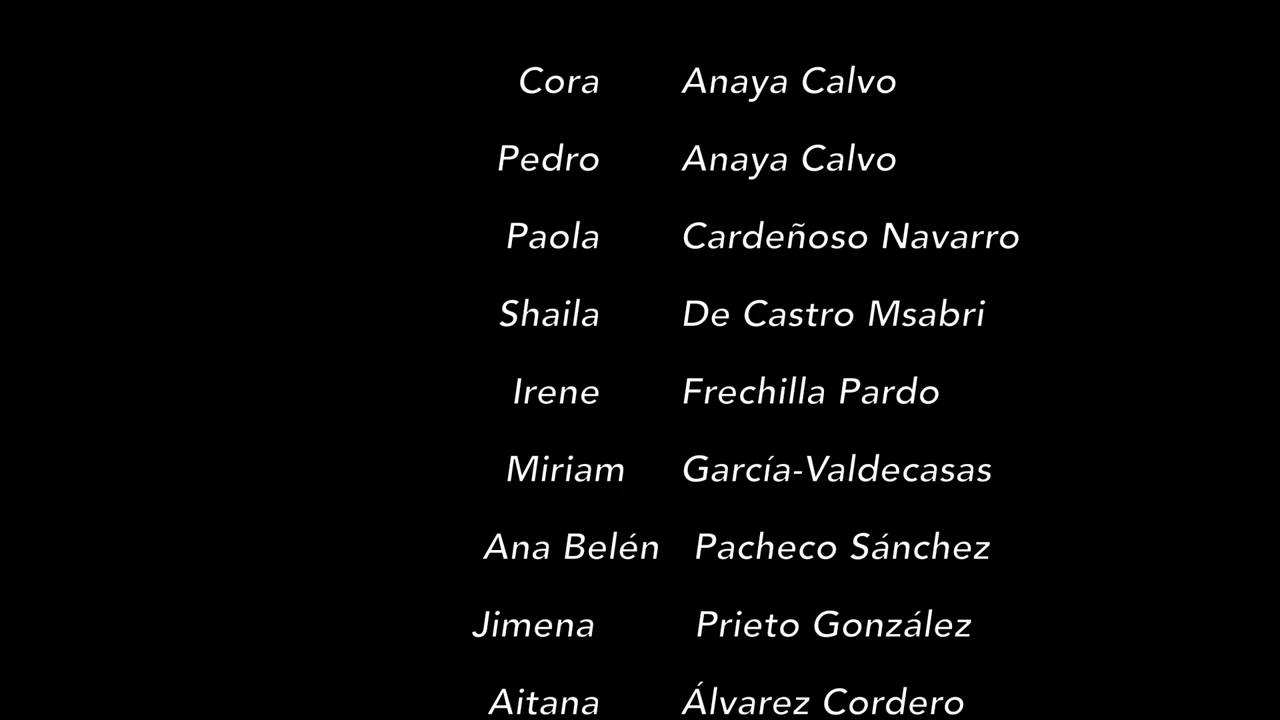 Cora Anaya Calvo
Pedro Anaya Calvo
Paola Cardeñoso Navarro
Shaila De Castro Msabri
Irene Frechilla Pardo
Miriam García-Valdecasas
Ana Belén Pacheco Sánchez
Jimena Prieto González
Aitana Álvarez Cordero